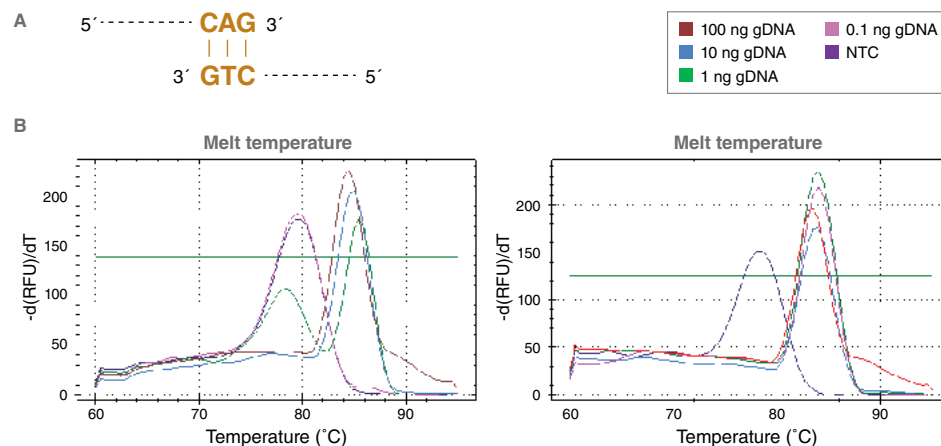 A
5´ CAG 3´
3´ GTC 5´
100 ng gDNA
10 ng gDNA
1 ng gDNA
0.1 ng gDNA
NTC
B
Melt temperature
-d(RFU)/dT
200
150
100
50
0
60 70 80 90
Temperature (˚C)
Melt temperature
-d(RFU)/dT
200
150
100
50
0
60 70 80 90
Temperature (˚C)